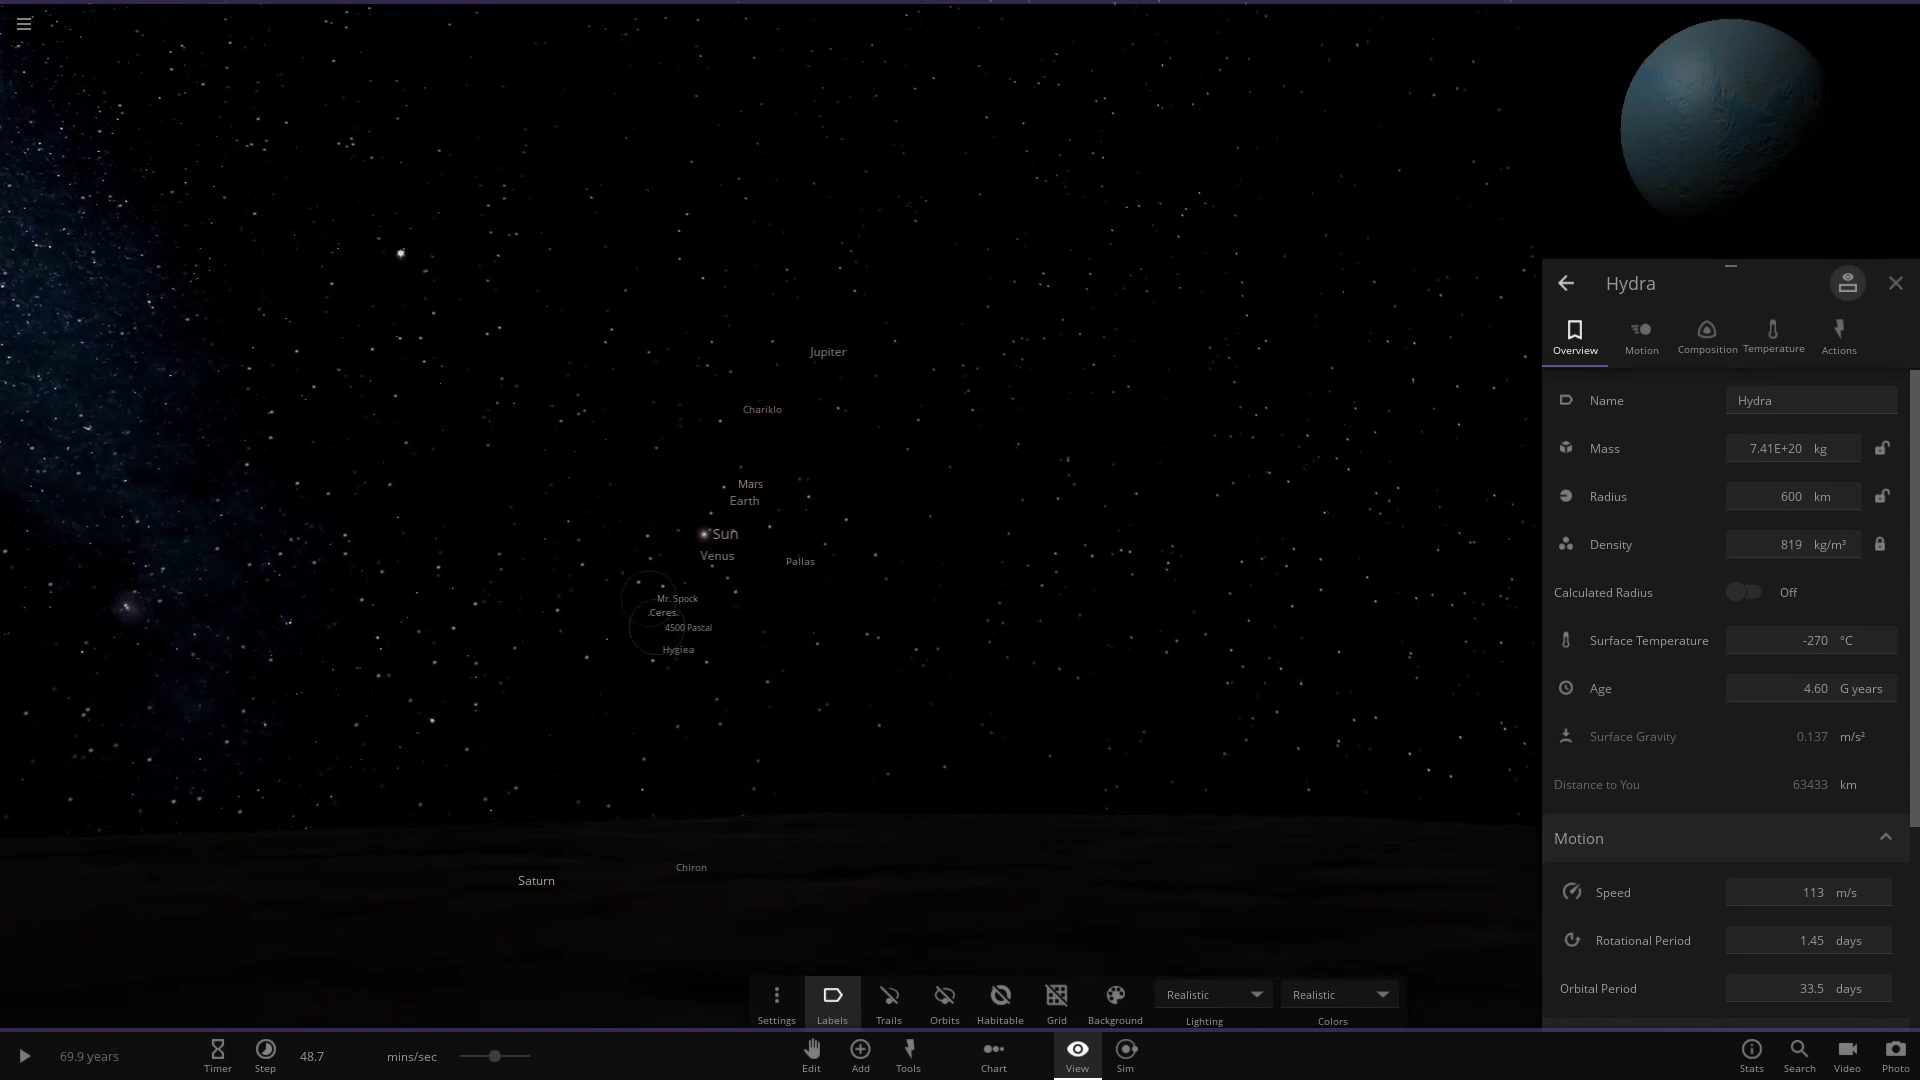 Jupiter
Chariklo
Mars
Earth
Sun
Venus
Pallas
Mr. Spock
Ceres
4500 Pascal
Hygiea
Chiron
Saturn
Hydra
Overview Motion Composition Temperature Actions
Name Hydra
Mass 7.41E+20 kg
Radius 600 km
Density 819 kg/m³
Calculated Radius Off
Surface Temperature -270 °C
Age 4.60 G years
Surface Gravity 0.137 m/s²
Distance to You 63433 km
Motion
Speed 113 m/s
Rotational Period 1.45 days
Orbital Period 33.5 days
Realistic Realistic
Settings Labels Trails Orbits Habitable Grid Background Lighting Colors
69.9 years 48.7 mins/sec
Timer Step Edit Add Tools Chart View Sim Stats Search Video Photo